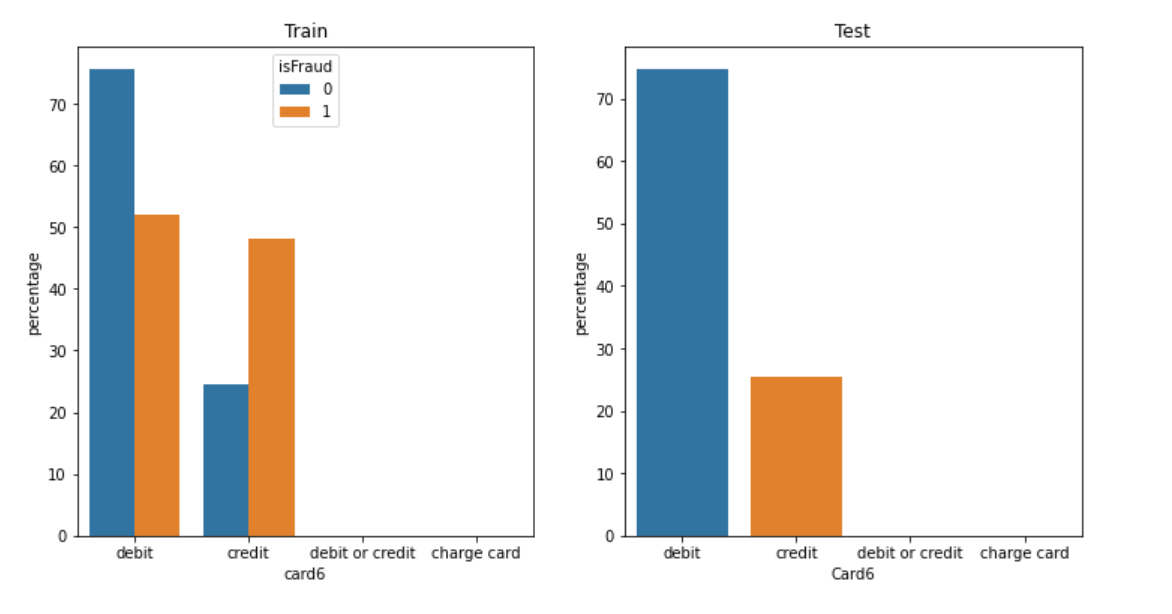 Train
isFraud
0
1
percentage
70
60
50
40
30
20
10
0
debit credit debit or credit charge card
card6
Test
percentage
70
60
50
40
30
20
10
0
debit credit debit or credit charge card
Card6